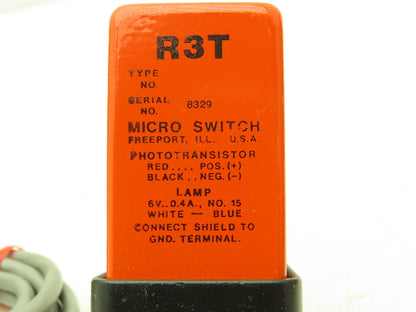 R3T
TYPE
NO.
SERIAL
NO. 8329
MICRO SWITCH
FREEPORT, ILL. U.S.A.
PHOTOTRANSISTOR
RED.... POS.(+)
BLACK..NEG.(-)
LAMP
6V..0.4A., NO. 15
WHITE — BLUE
CONNECT SHIELD TO
GND. TERMINAL.